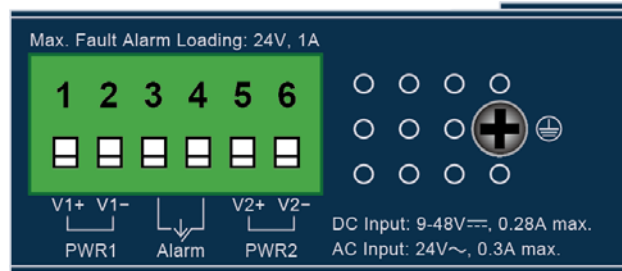 Max. Fault Alarm Loading: 24V, 1A
1 2 3 4 5 6
V1+ V1− V2+ V2−
PWR1 Alarm PWR2
DC Input: 9-48V⎓, 0.28A max.
AC Input: 24V～, 0.3A max.